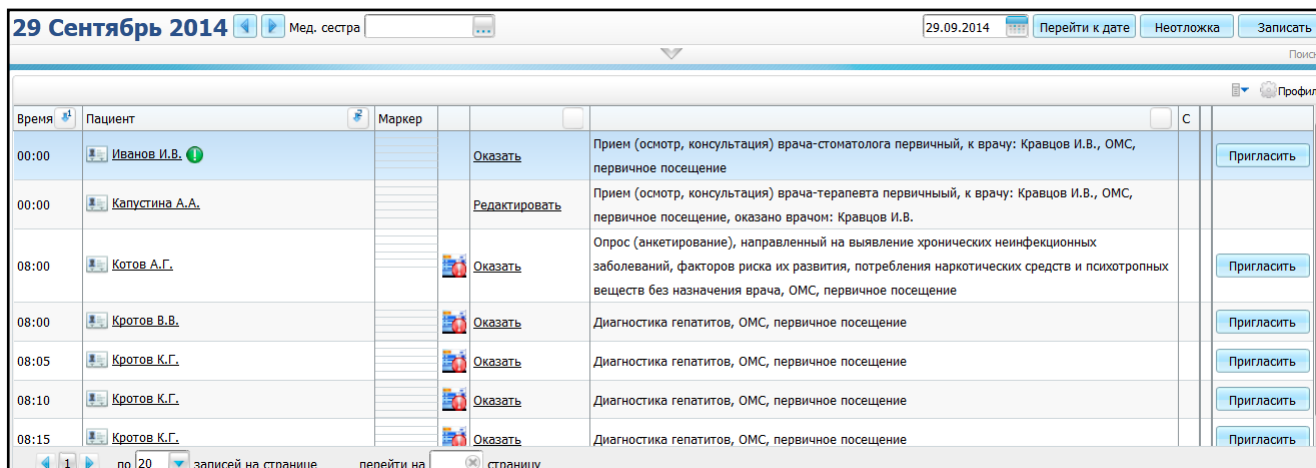 29 Сентябрь 2014 Мед. сестра ... 29.09.2014 Перейти к дате Неотложка Записать
Поиск
Профил
Время 1 Пациент 2 Маркер С
00:00 Иванов И.В. Оказать Прием (осмотр, консультация) врача-стоматолога первичный, к врачу: Кравцов И.В., ОМС, Пригласить
первичное посещение
00:00 Капустина А.А. Редактировать Прием (осмотр, консультация) врача-терапевта первичныый, к врачу: Кравцов И.В., ОМС,
первичное посещение, оказано врачом: Кравцов И.В.
Опрос (анкетирование), направленный на выявление хронических неинфекционных
08:00 Котов А.Г. Оказать заболеваний, факторов риска их развития, потребления наркотических средств и психотропных Пригласить
веществ без назначения врача, ОМС, первичное посещение
08:00 Кротов В.В. Оказать Диагностика гепатитов, ОМС, первичное посещение Пригласить
08:05 Кротов К.Г. Оказать Диагностика гепатитов, ОМС, первичное посещение Пригласить
08:10 Кротов К.Г. Оказать Диагностика гепатитов, ОМС, первичное посещение Пригласить
08:15 Кротов К.Г. Оказать Диагностика гепатитов, ОМС, первичное посещение Пригласить
1 по 20 записей на странице перейти на страницу